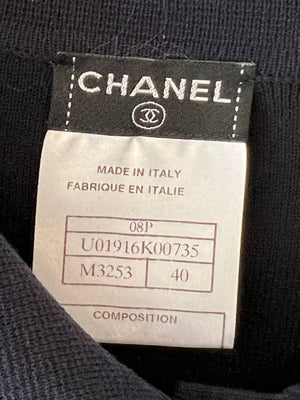 CHANEL
MADE IN ITALY
FABRIQUE EN ITALIE
08P
U01916K00735
M3253 40
COMPOSITION